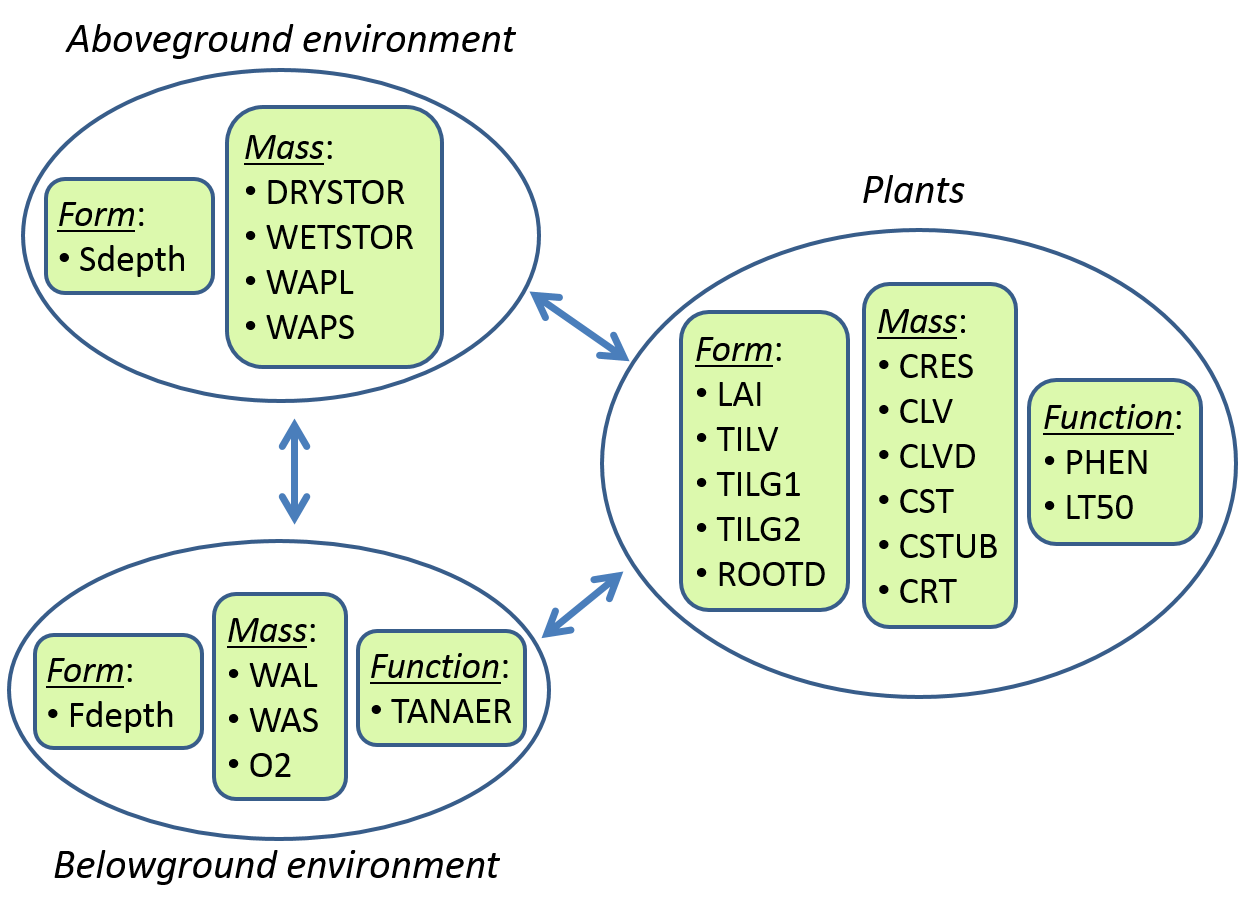 Aboveground environment
Form:
• Sdepth
Mass:
• DRYSTOR
• WETSTOR
• WAPL
• WAPS
Plants
Form:
• LAI
• TILV
• TILG1
• TILG2
• ROOTD
Mass:
• CRES
• CLV
• CLVD
• CST
• CSTUB
• CRT
Function:
• PHEN
• LT50
Form:
• Fdepth
Mass:
• WAL
• WAS
• O2
Function:
• TANAER
Belowground environment